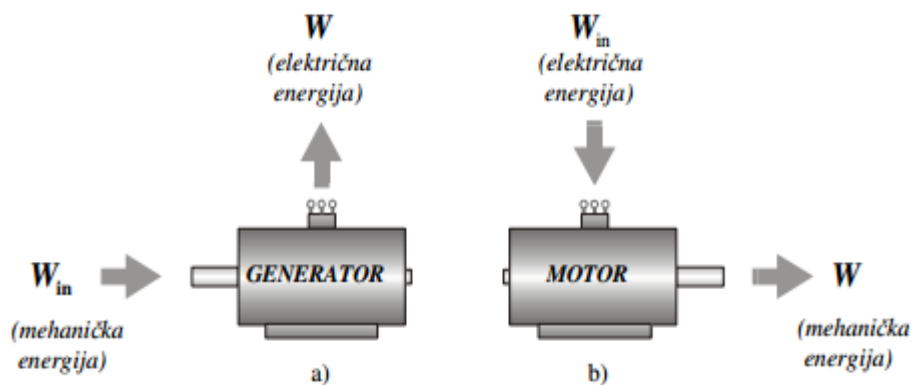 W
(električna
energija)
W_in
(električna
energija)
W_in
(mehanička
energija)
GENERATOR
MOTOR
W
(mehanička
energija)
a)
b)